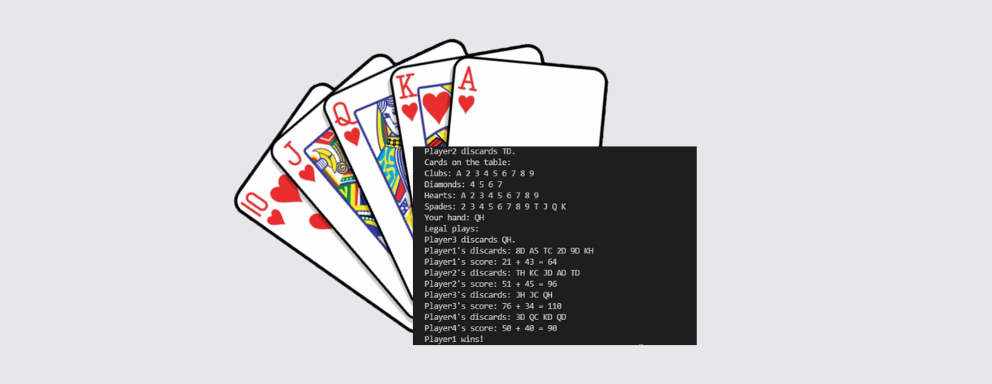 10
J
Q
K
A
Player2 discards TD.
Cards on the table:
Clubs: A 2 3 4 5 6 7 8 9
Diamonds: 4 5 6 7
Hearts: A 2 3 4 5 6 7 8 9
Spades: 2 3 4 5 6 7 8 9 T J Q K
Your hand: QH
Legal plays:
Player3 discards QH.
Player1's discards: 8D AS TC 2D 9D KH
Player1's score: 21 + 43 = 64
Player2's discards: TH KC JD AD TD
Player2's score: 51 + 45 = 96
Player3's discards: JH JC QH
Player3's score: 76 + 34 = 110
Player4's discards: 3D QC KD QD
Player4's score: 50 + 40 = 90
Player1 wins!